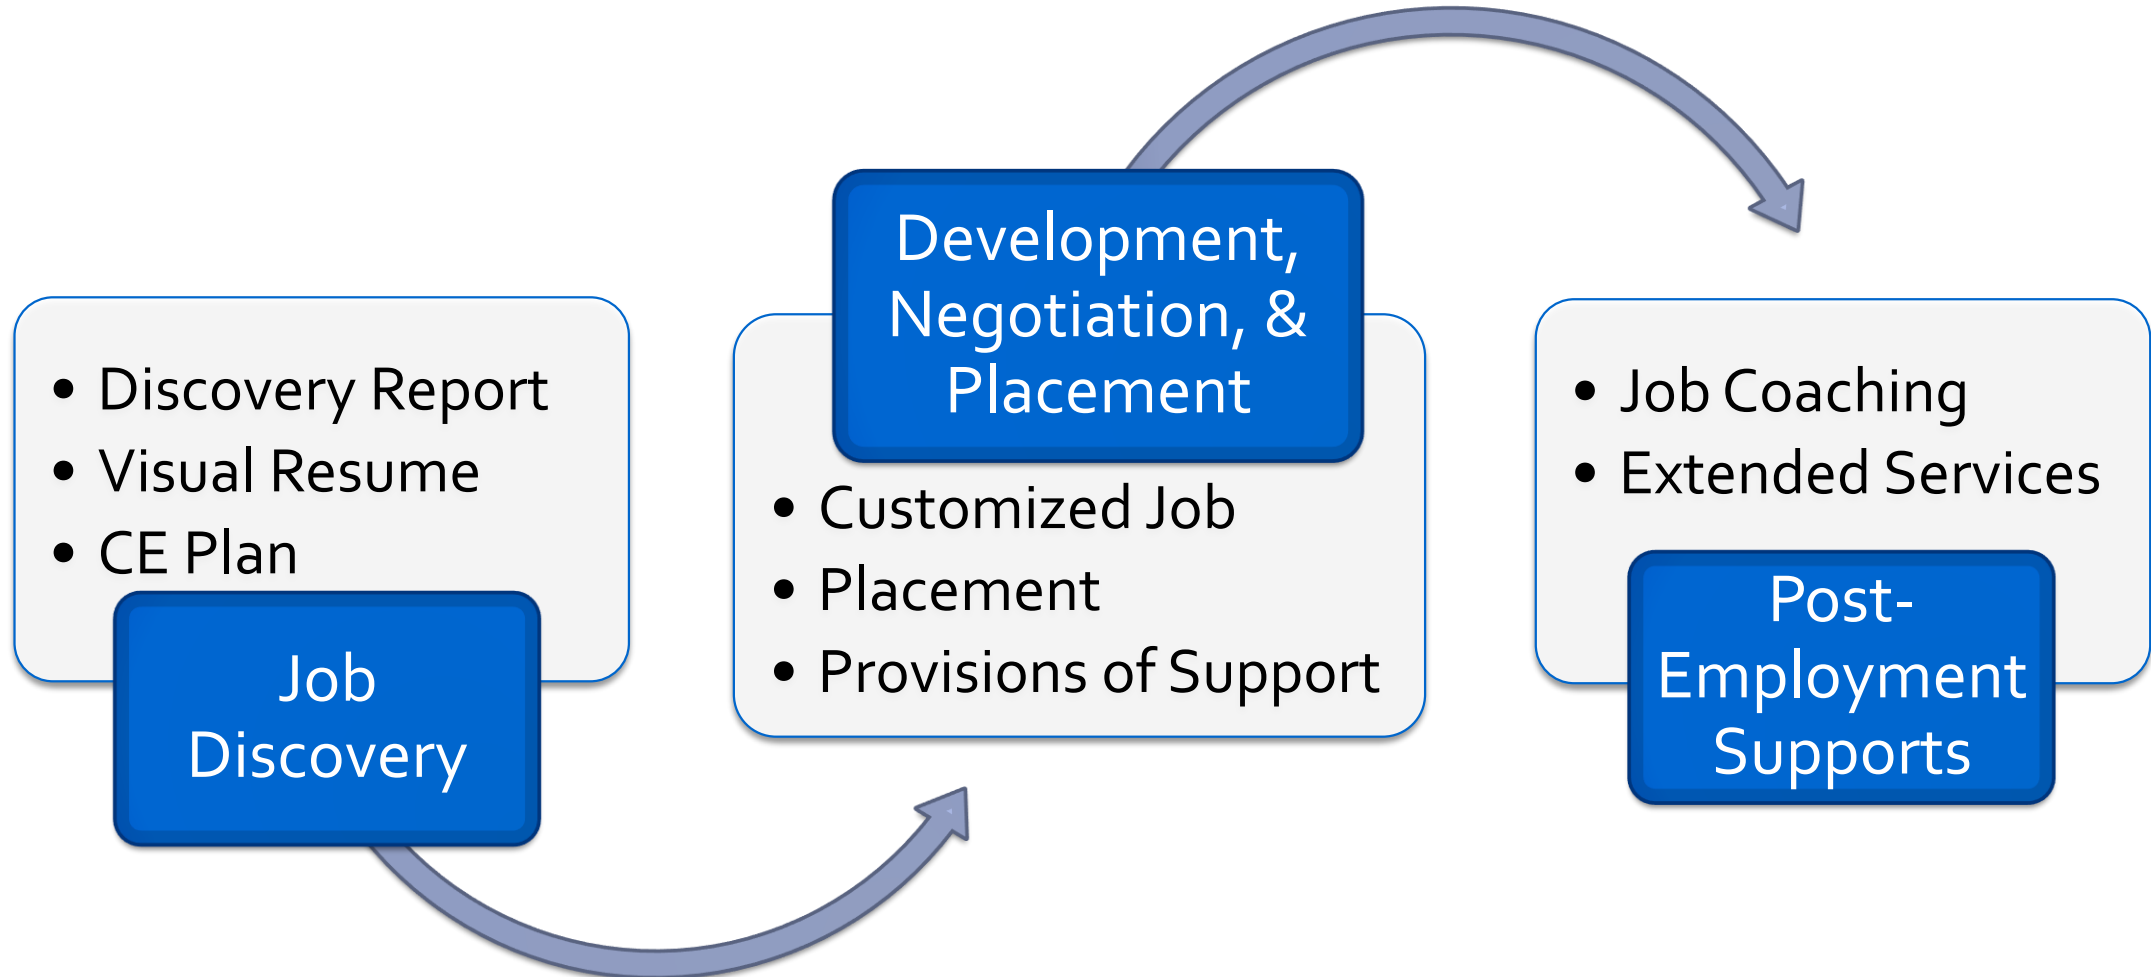 • Discovery Report
• Visual Resume
• CE Plan
Job
Discovery
Development,
Negotiation, &
Placement
• Customized Job
• Placement
• Provisions of Support
• Job Coaching
• Extended Services
Post-
Employment
Supports